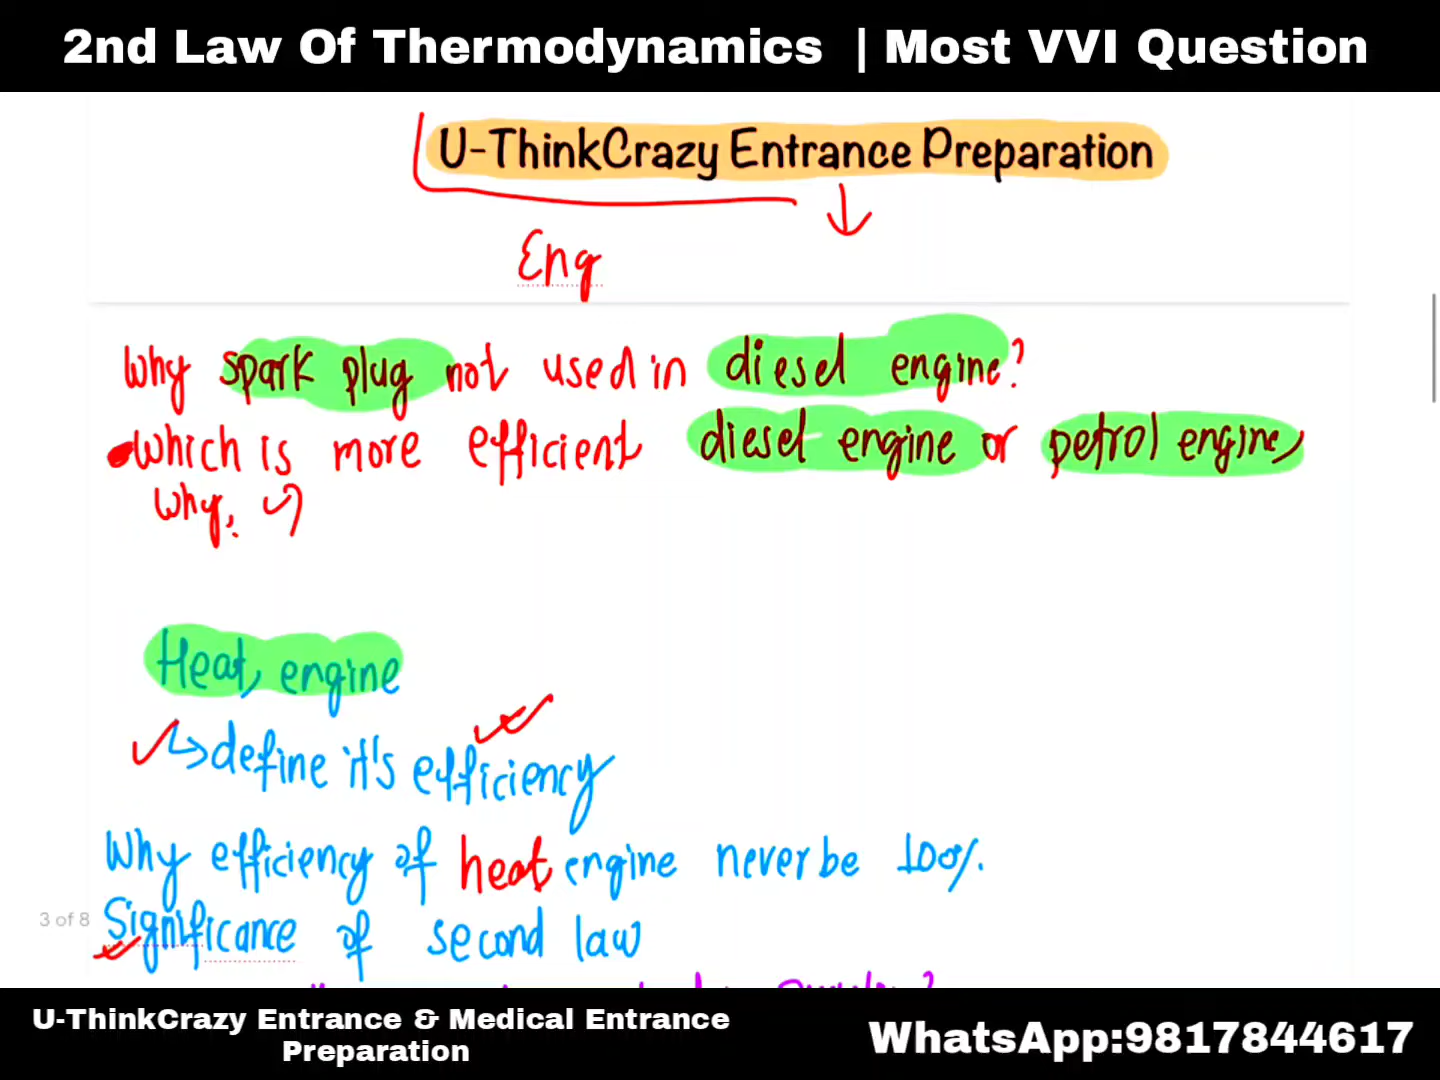 2nd Law Of Thermodynamics | Most VVI Question
U-ThinkCrazy Entrance Preparation
Eng
Why spark plug not used in diesel engine?
Which is more efficient diesel engine or petrol engine,
Why.
Heat engine
↳ define it's efficiency
Why efficiency of heat engine never be 100%.
3 of 8
Significance of second law
U-ThinkCrazy Entrance & Medical Entrance
Preparation
WhatsApp:9817844617